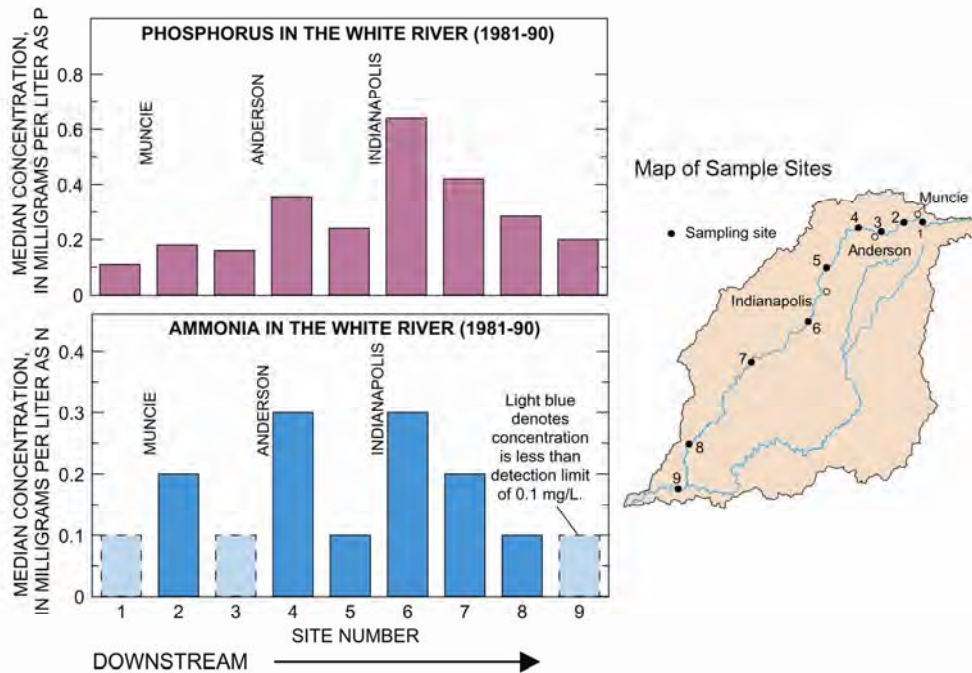 PHOSPHORUS IN THE WHITE RIVER (1981-90)
MEDIAN CONCENTRATION,
IN MILLIGRAMS PER LITER AS P
0.8
0.6
0.4
0.2
0
MUNCIE
ANDERSON
INDIANAPOLIS
AMMONIA IN THE WHITE RIVER (1981-90)
MEDIAN CONCENTRATION,
IN MILLIGRAMS PER LITER AS N
0.4
0.3
0.2
0.1
0
MUNCIE
ANDERSON
INDIANAPOLIS
Light blue
denotes
concentration
is less than
detection limit
of 0.1 mg/L.
1 2 3 4 5 6 7 8 9
SITE NUMBER
DOWNSTREAM
Map of Sample Sites
Sampling site
Muncie
4 3 2 1
Anderson
5
Indianapolis
6
7
8
9